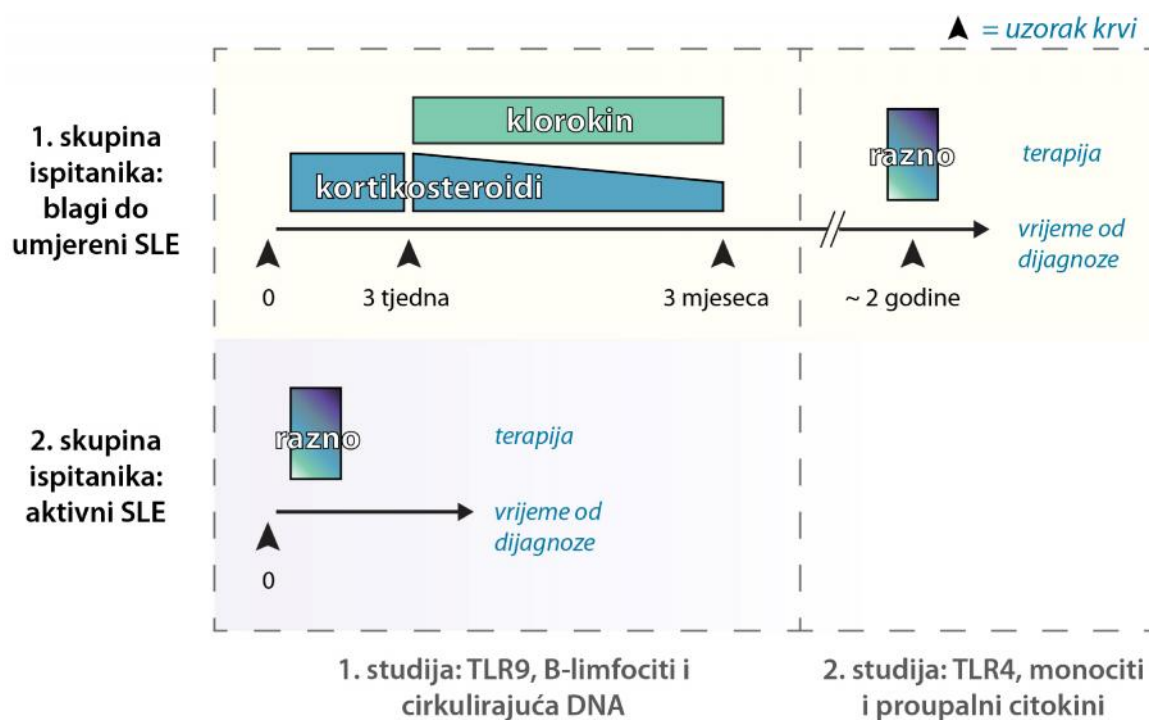 = uzorak krvi
1. skupina
ispitanika:
blagi do
umjereni SLE
klorokin
kortikosteroidi
razno
terapija
vrijeme od
dijagnoze
0
3 tjedna
3 mjeseca
~ 2 godine
2. skupina
ispitanika:
aktivni SLE
razno
terapija
vrijeme od
dijagnoze
0
1. studija: TLR9, B-limfociti i
cirkulirajuća DNA
2. studija: TLR4, monociti
i proupalni citokini